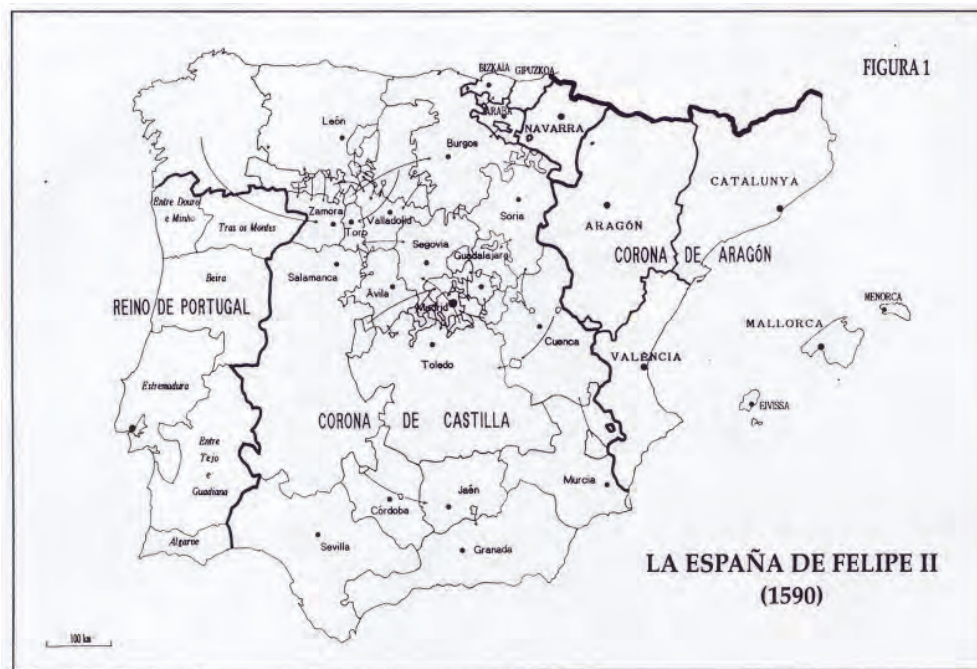 FIGURA 1
BIZKAIA
GIPUZKOA
ARABA
NAVARRA
León
Burgos
CATALUNYA
Entre Douro
e Minho
Tras os Montes
Zamora
Toro
Valladolid
Soria
ARAGÓN
CORONA DE ARAGÓN
Segovia
Guadalajara
Salamanca
Beira
REINO DE PORTUGAL
Ávila
Madrid
MENORCA
MALLORCA
Cuenca
Toledo
VALÈNCIA
Estremadura
EIVISSA
CORONA DE CASTILLA
Entre
Tejo
e
Guadiana
Murcia
Jaén
Córdoba
Algarve
Sevilla
Granada
LA ESPAÑA DE FELIPE II
(1590)
100 km